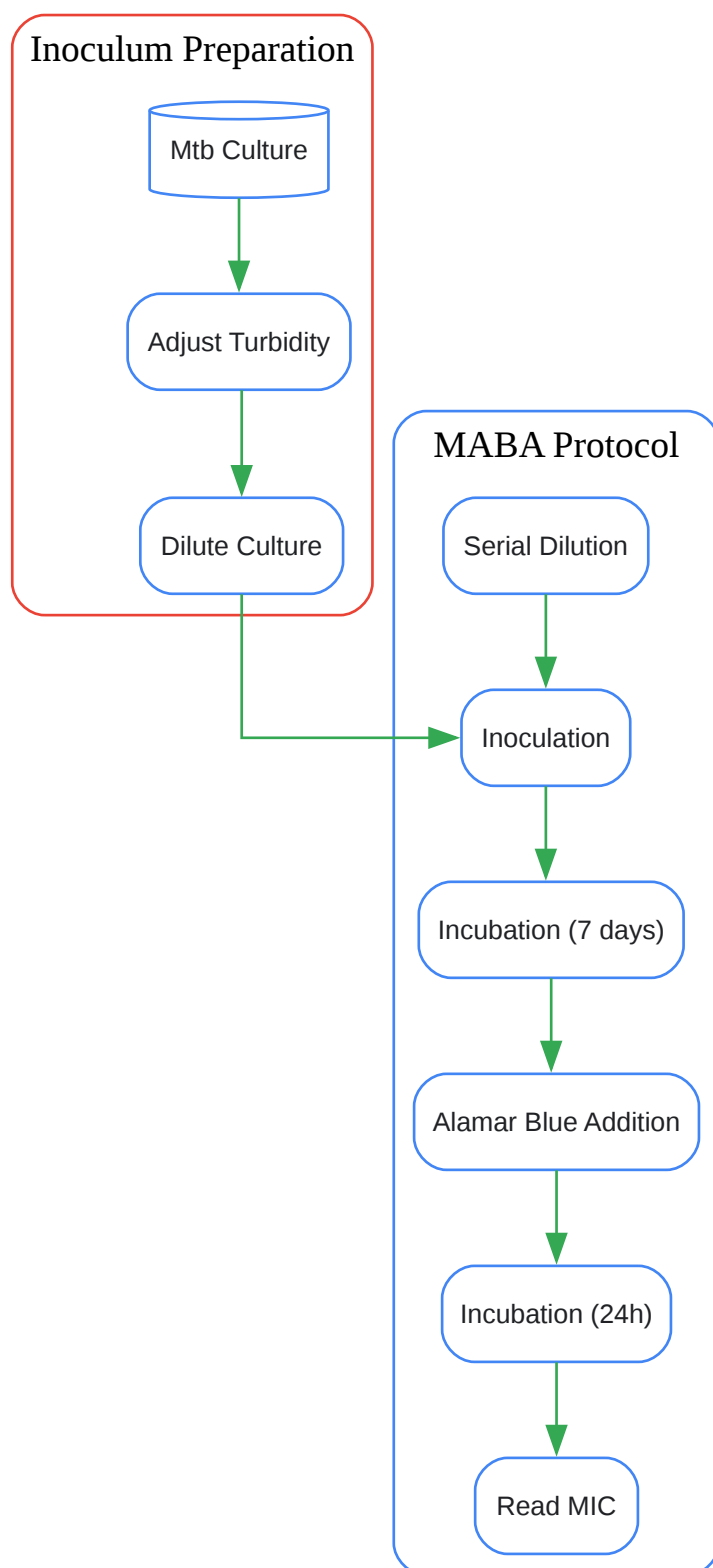 Inoculum Preparation
Mtb Culture
Adjust Turbidity
Dilute Culture
MABA Protocol
Serial Dilution
Inoculation
Incubation (7 days)
Alamar Blue Addition
Incubation (24h)
Read MIC